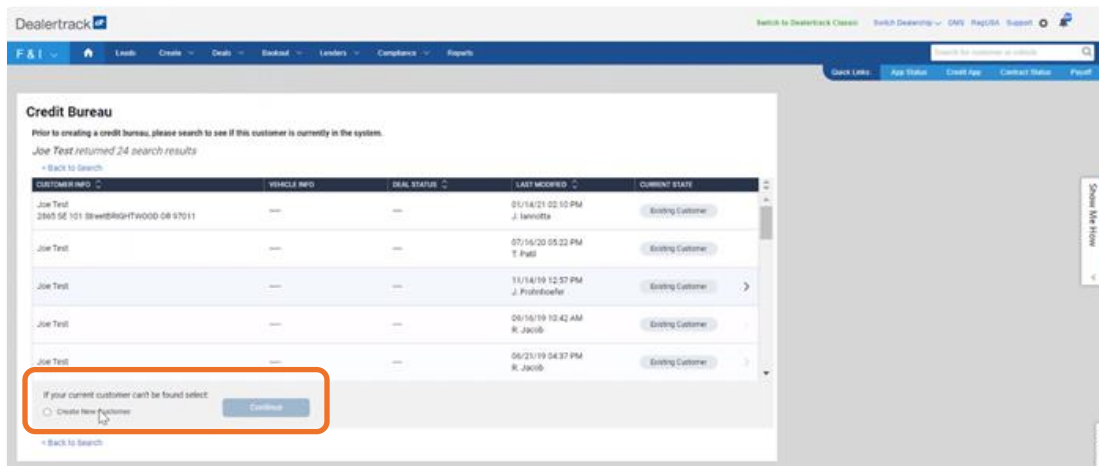 Dealertrack
Switch to Dealertrack Classic Switch Dealership DMS RegUSA Support
F & I Leads Create Deals Bookout Lenders Compliance Reports Search for customer or vehicle
Quick Links: App Status Credit App Contract Status Payoff
Credit Bureau
Prior to creating a credit bureau, please search to see if this customer is currently in the system.
Joe Test returned 24 search results
< Back to Search
CUSTOMER INFO VEHICLE INFO DEAL STATUS LAST MODIFIED CURRENT STATE
Joe Test
2865 SE 101 StreetBRIGHTWOOD OR 97011
----
----
01/14/21 02:10 PM
J. Iannotta
Existing Customer
Joe Test
----
----
07/16/20 05:22 PM
T. Patil
Existing Customer
Joe Test
----
----
11/14/19 12:57 PM
J. Frohnhoefer
Existing Customer
Joe Test
----
----
09/16/19 10:42 AM
R. Jacob
Existing Customer
Joe Test
----
----
06/21/19 04:37 PM
R. Jacob
Existing Customer
If your current customer can't be found select:
Create New Customer
Continue
< Back to Search
Show Me How